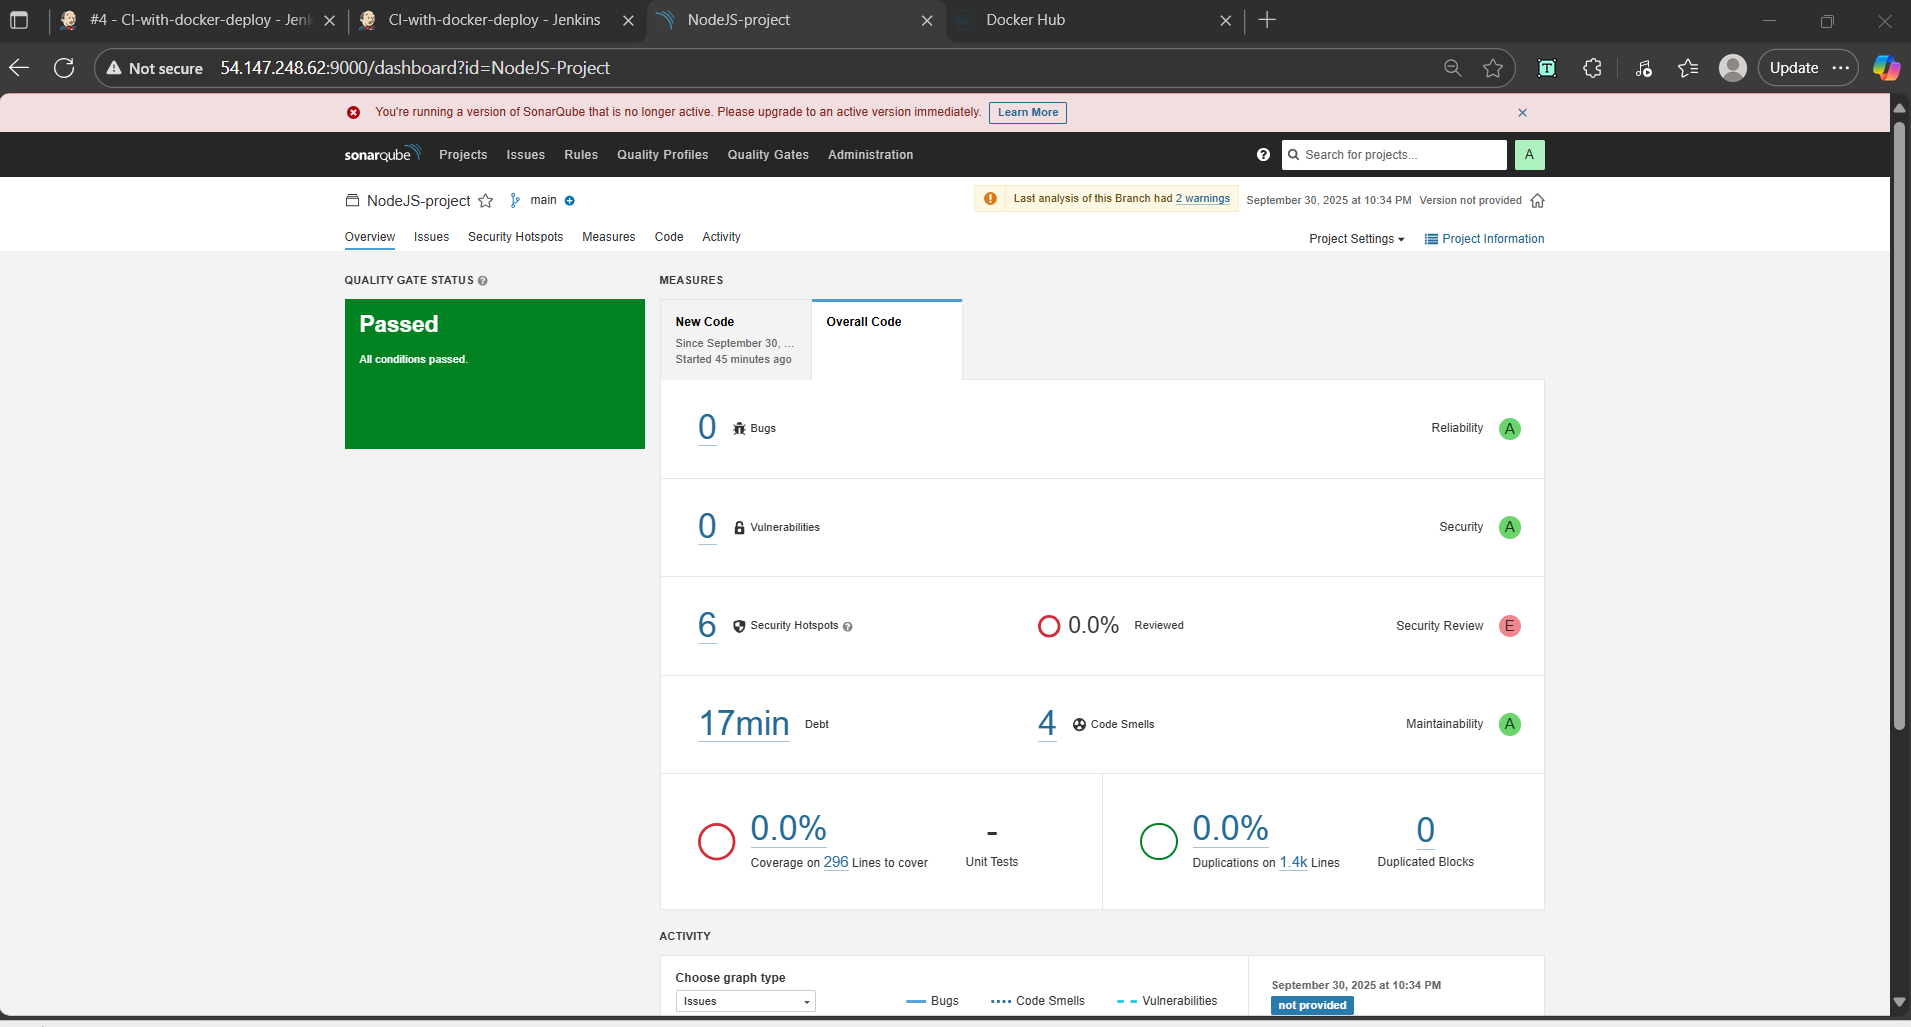 #4 - CI-with-docker-deploy - Jenk
CI-with-docker-deploy - Jenkins
NodeJS-project
Docker Hub
Not secure
54.147.248.62:9000/dashboard?id=NodeJS-Project
Update
You're running a version of SonarQube that is no longer active. Please upgrade to an active version immediately.
Learn More
sonarqube
Projects
Issues
Rules
Quality Profiles
Quality Gates
Administration
Search for projects...
A
NodeJS-project
main
Last analysis of this Branch had 2 warnings
September 30, 2025 at 10:34 PM
Version not provided
Overview
Issues
Security Hotspots
Measures
Code
Activity
Project Settings
Project Information
QUALITY GATE STATUS
Passed
All conditions passed.
MEASURES
New Code
Since September 30, ...
Started 45 minutes ago
Overall Code
0 Bugs
Reliability A
0 Vulnerabilities
Security A
6 Security Hotspots
0.0% Reviewed
Security Review E
17min Debt
4 Code Smells
Maintainability A
0.0%
Coverage on 296 Lines to cover
-
Unit Tests
0.0%
Duplications on 1.4k Lines
0
Duplicated Blocks
ACTIVITY
Choose graph type
Issues
Bugs
Code Smells
Vulnerabilities
September 30, 2025 at 10:34 PM
not provided